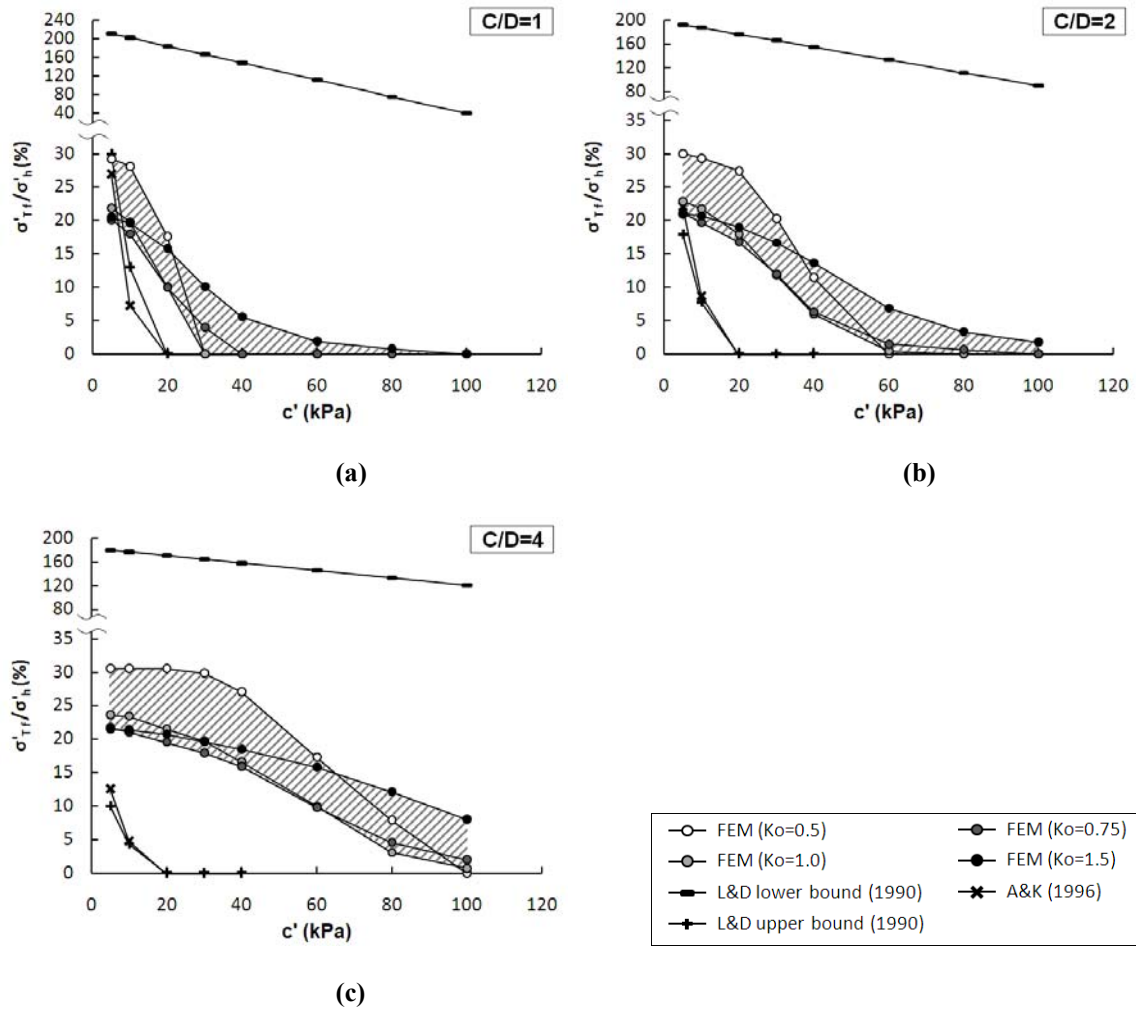 C/D=1
240
200
160
120
80
40
30
25
20
15
10
5
0
σ'Tf/σ'h(%)
0 20 40 60 80 100 120
c' (kPa)
(a)
C/D=2
200
160
120
80
35
30
25
20
15
10
5
0
σ'Tf/σ'h(%)
0 20 40 60 80 100 120
c' (kPa)
(b)
C/D=4
200
160
120
80
35
30
25
20
15
10
5
0
σ'Tf/σ'h(%)
0 20 40 60 80 100 120
c' (kPa)
(c)
FEM (Ko=0.5) FEM (Ko=0.75)
FEM (Ko=1.0) FEM (Ko=1.5)
L&D lower bound (1990) A&K (1996)
L&D upper bound (1990)